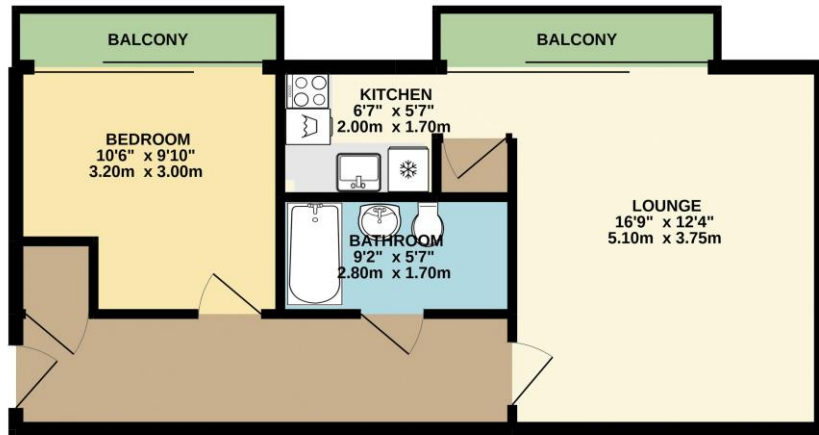 BALCONY
BALCONY
KITCHEN
6'7" x 5'7"
2.00m x 1.70m
BEDROOM
10'6" x 9'10"
3.20m x 3.00m
LOUNGE
16'9" x 12'4"
5.10m x 3.75m
BATHROOM
9'2" x 5'7"
2.80m x 1.70m